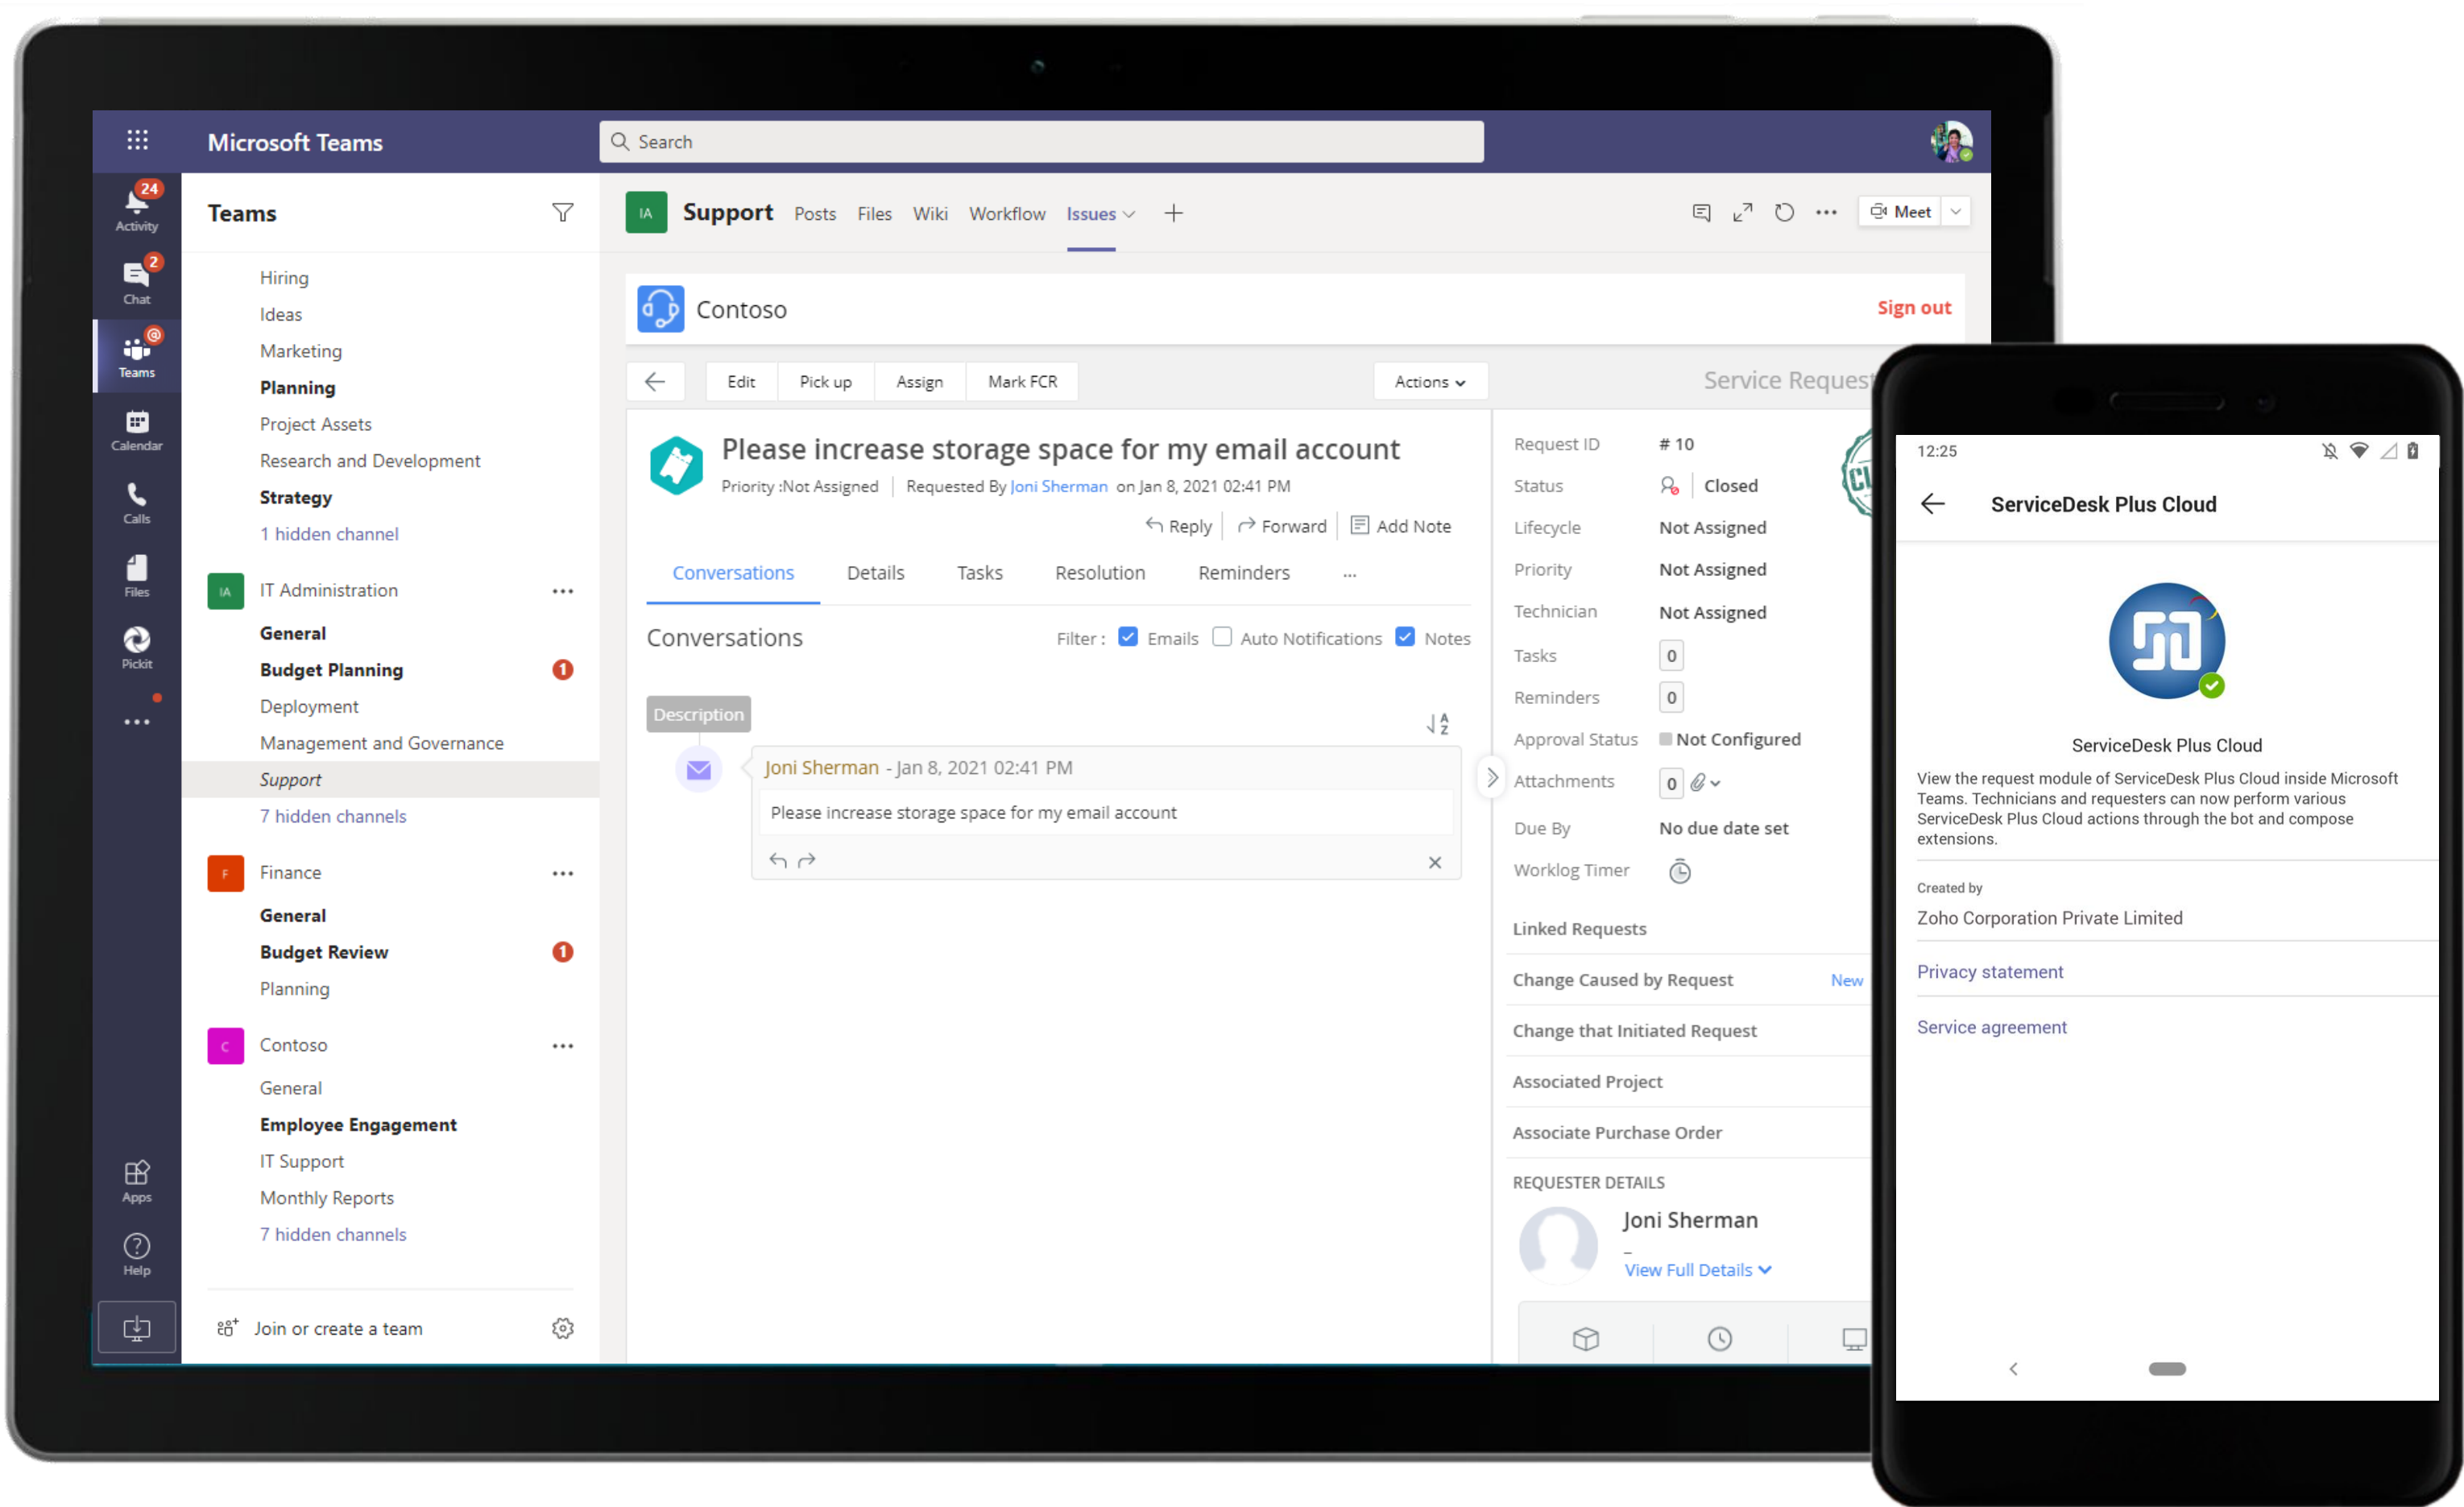 Microsoft Teams
Search
24
Activity
2
Chat
@
Teams
Calendar
Calls
Files
Pickit
Apps
Help
Teams
Hiring
Ideas
Marketing
Planning
Project Assets
Research and Development
Strategy
1 hidden channel
IA IT Administration
General
Budget Planning 1
Deployment
Management and Governance
Support
7 hidden channels
F Finance
General
Budget Review 1
Planning
C Contoso
General
Employee Engagement
IT Support
Monthly Reports
7 hidden channels
Join or create a team
IA Support Posts Files Wiki Workflow Issues Meet
Contoso Sign out
Edit Pick up Assign Mark FCR Actions Service Request
Please increase storage space for my email account
Priority :Not Assigned Requested By Joni Sherman on Jan 8, 2021 02:41 PM
Reply Forward Add Note
Conversations Details Tasks Resolution Reminders ...
Conversations Filter : Emails Auto Notifications Notes
Description
A
Z
Joni Sherman - Jan 8, 2021 02:41 PM
Please increase storage space for my email account
Request ID # 10
Status Closed
Lifecycle Not Assigned
Priority Not Assigned
Technician Not Assigned
Tasks 0
Reminders 0
Approval Status Not Configured
Attachments 0
Due By No due date set
Worklog Timer
Linked Requests
Change Caused by Request New
Change that Initiated Request
Associated Project
Associate Purchase Order
REQUESTER DETAILS
Joni Sherman
–
View Full Details
12:25
ServiceDesk Plus Cloud
ServiceDesk Plus Cloud
View the request module of ServiceDesk Plus Cloud inside Microsoft
Teams. Technicians and requesters can now perform various
ServiceDesk Plus Cloud actions through the bot and compose
extensions.
Created by
Zoho Corporation Private Limited
Privacy statement
Service agreement